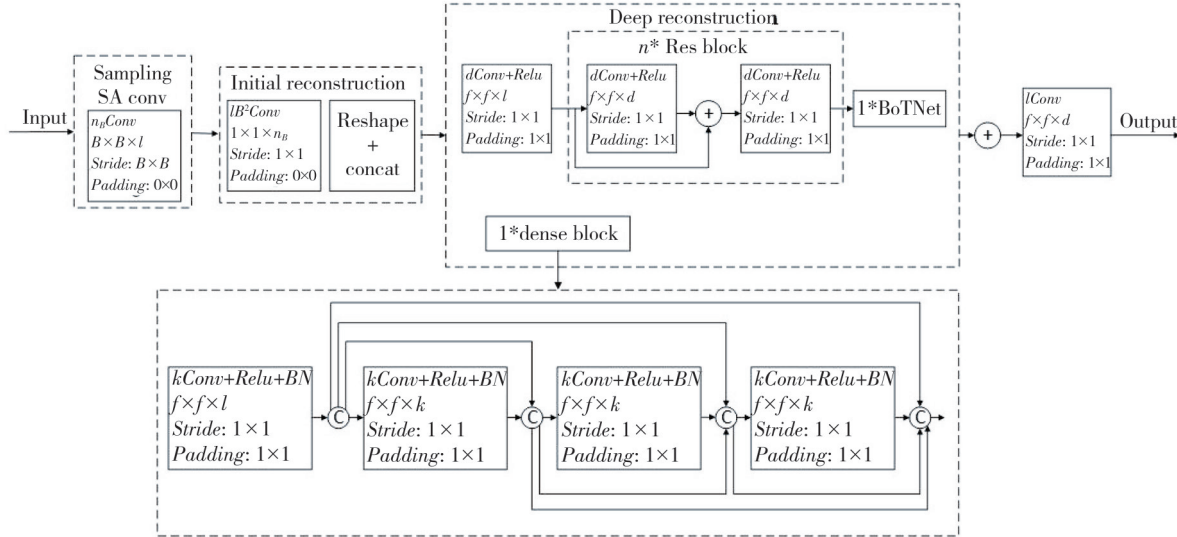 Deep reconstruction
n* Res block
Sampling
SA conv
Initial reconstruction
Input
n_BConv
B×B×l
Stride: B×B
Padding: 0×0
lB²Conv
1×1×n_B
Stride: 1×1
Padding: 0×0
Reshape
+
concat
dConv+Relu
f×f×l
Stride: 1×1
Padding: 1×1
dConv+Relu
f×f×d
Stride: 1×1
Padding: 1×1
+
dConv+Relu
f×f×d
Stride: 1×1
Padding: 1×1
1*BoTNet
+
lConv
f×f×d
Stride: 1×1
Padding: 1×1
Output
1*dense block
kConv+Relu+BN
f×f×l
Stride: 1×1
Padding: 1×1
C
kConv+Relu+BN
f×f×k
Stride: 1×1
Padding: 1×1
C
kConv+Relu+BN
f×f×k
Stride: 1×1
Padding: 1×1
C
kConv+Relu+BN
f×f×k
Stride: 1×1
Padding: 1×1
C